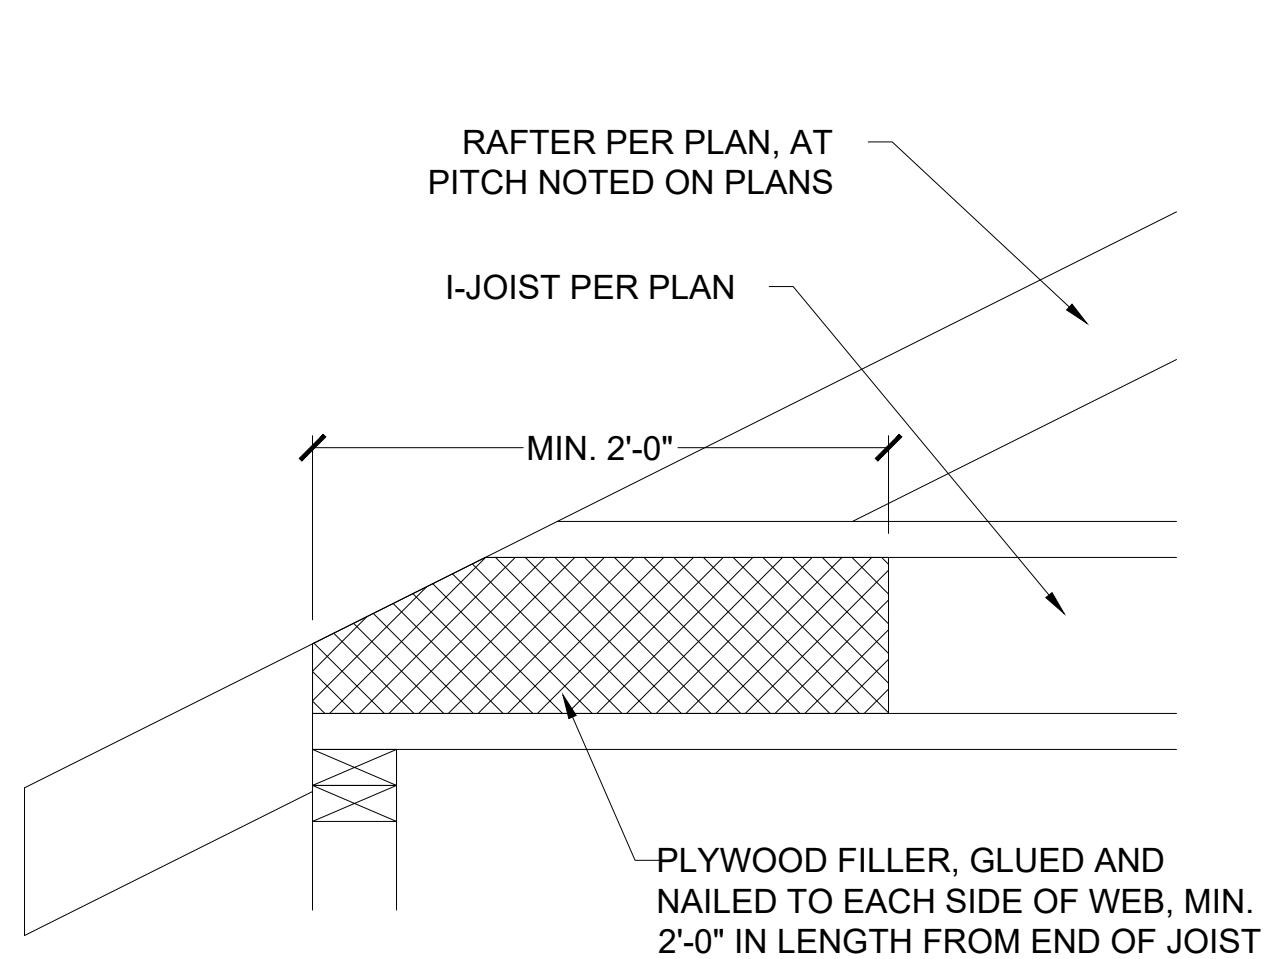 RAFTER PER PLAN, AT
PITCH NOTED ON PLANS
I-JOIST PER PLAN
MIN. 2'-0"
PLYWOOD FILLER, GLUED AND
NAILED TO EACH SIDE OF WEB, MIN.
2'-0" IN LENGTH FROM END OF JOIST